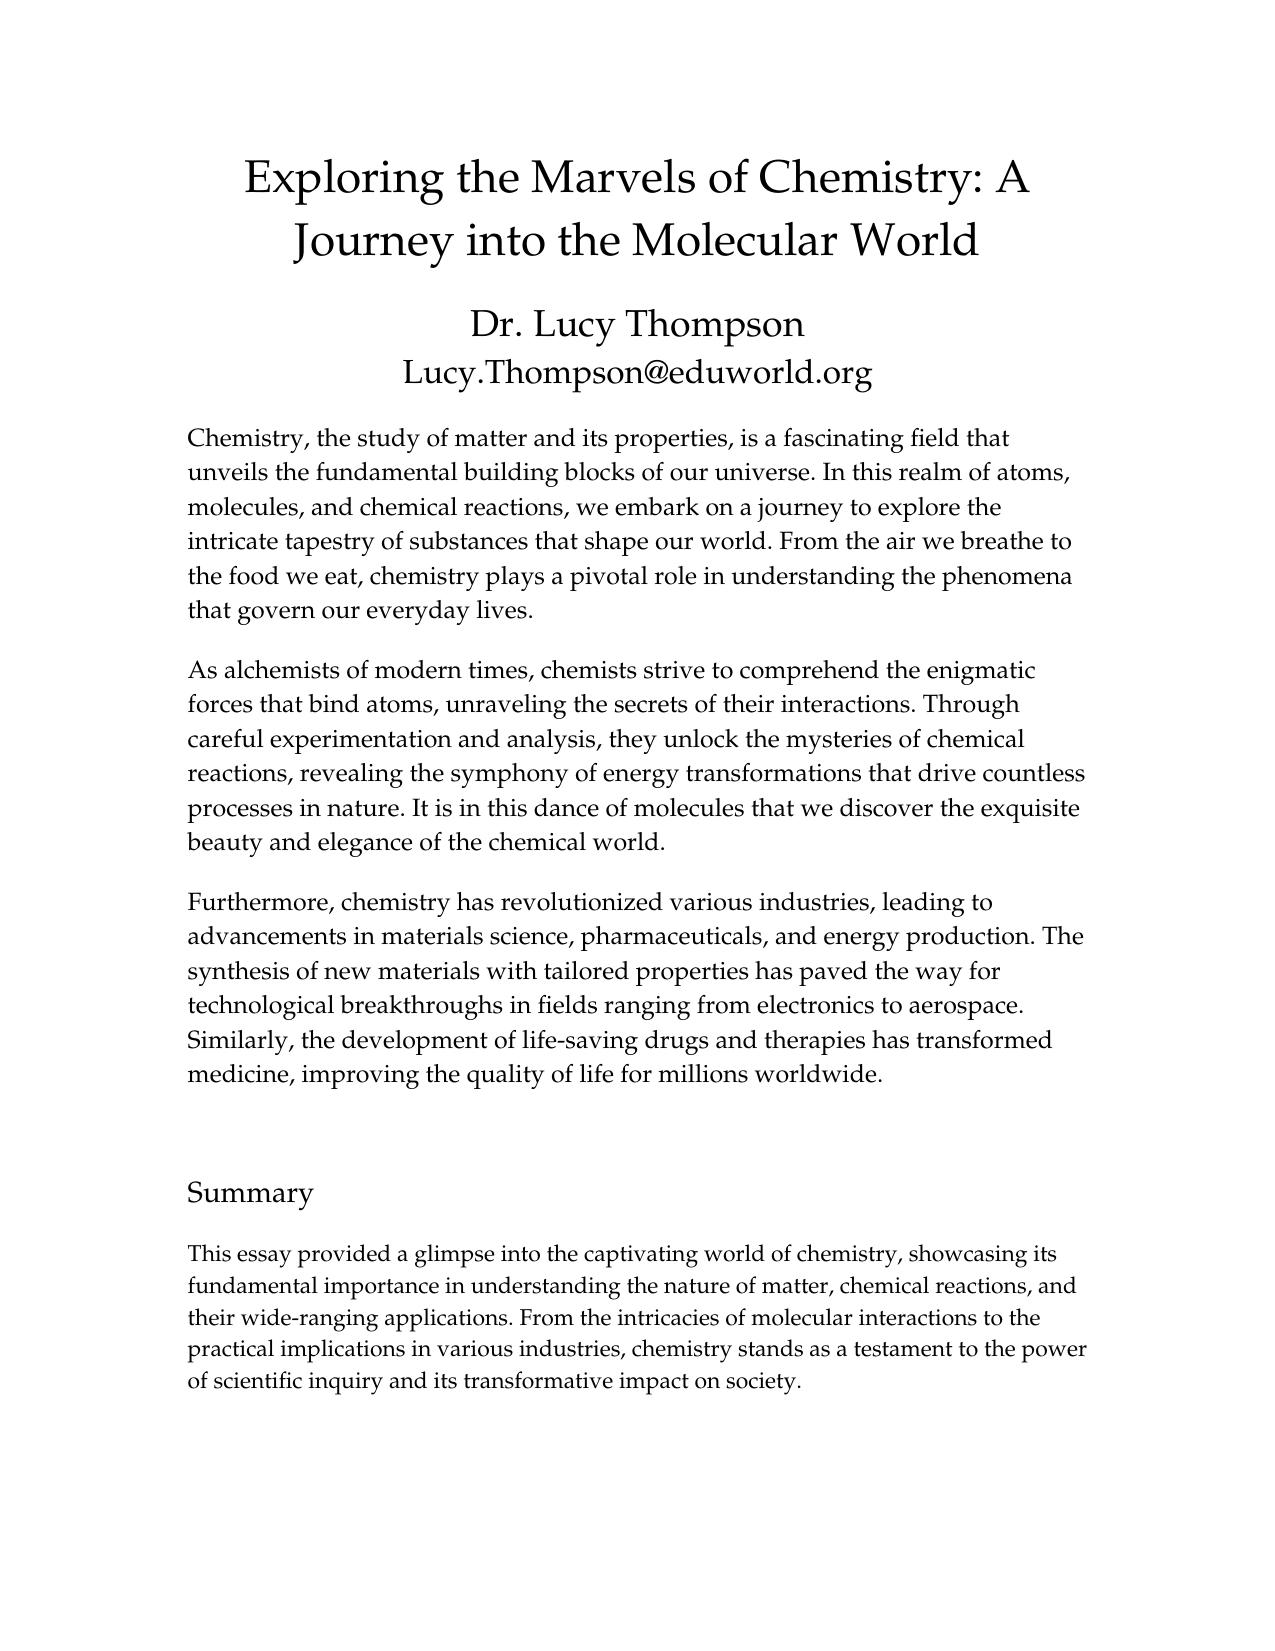 Exploring the Marvels of Chemistry: A
Journey into the Molecular World
Dr. Lucy Thompson
Lucy.Thompson@eduworld.org
Chemistry, the study of matter and its properties, is a fascinating field that
unveils the fundamental building blocks of our universe. In this realm of atoms,
molecules, and chemical reactions, we embark on a journey to explore the
intricate tapestry of substances that shape our world. From the air we breathe to
the food we eat, chemistry plays a pivotal role in understanding the phenomena
that govern our everyday lives.
As alchemists of modern times, chemists strive to comprehend the enigmatic
forces that bind atoms, unraveling the secrets of their interactions. Through
careful experimentation and analysis, they unlock the mysteries of chemical
reactions, revealing the symphony of energy transformations that drive countless
processes in nature. It is in this dance of molecules that we discover the exquisite
beauty and elegance of the chemical world.
Furthermore, chemistry has revolutionized various industries, leading to
advancements in materials science, pharmaceuticals, and energy production. The
synthesis of new materials with tailored properties has paved the way for
technological breakthroughs in fields ranging from electronics to aerospace.
Similarly, the development of life-saving drugs and therapies has transformed
medicine, improving the quality of life for millions worldwide.
Summary
This essay provided a glimpse into the captivating world of chemistry, showcasing its
fundamental importance in understanding the nature of matter, chemical reactions, and
their wide-ranging applications. From the intricacies of molecular interactions to the
practical implications in various industries, chemistry stands as a testament to the power
of scientific inquiry and its transformative impact on society.